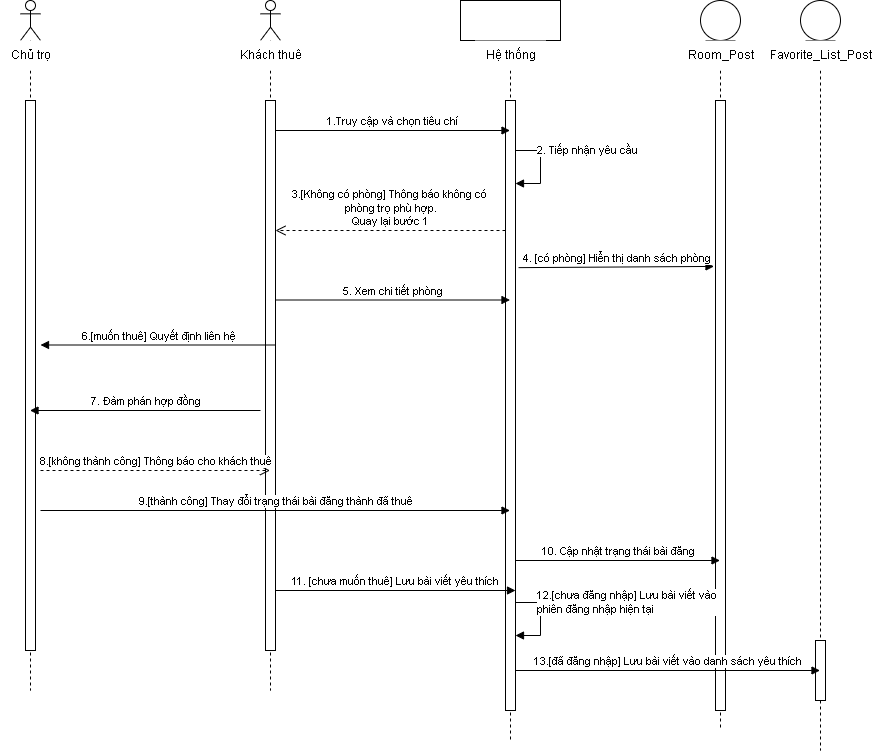 Chủ trọ
Khách thuê
Hệ thống
Room_Post
Favorite_List_Post
1.Truy cập và chọn tiêu chí
2. Tiếp nhận yêu cầu
3.[Không có phòng] Thông báo không có
phòng trọ phù hợp.
Quay lại bước 1
4. [có phòng] Hiển thị danh sách phòng
5. Xem chi tiết phòng
6.[muốn thuê] Quyết định liên hệ
7. Đàm phán hợp đồng
8.[không thành công] Thông báo cho khách thuê
9.[thành công] Thay đổi trạng thái bài đăng thành đã thuê
10. Cập nhật trạng thái bài đăng
11. [chưa muốn thuê] Lưu bài viết yêu thích
12.[chưa đăng nhập] Lưu bài viết vào
phiên đăng nhập hiện tại
13.[đã đăng nhập] Lưu bài viết vào danh sách yêu thích